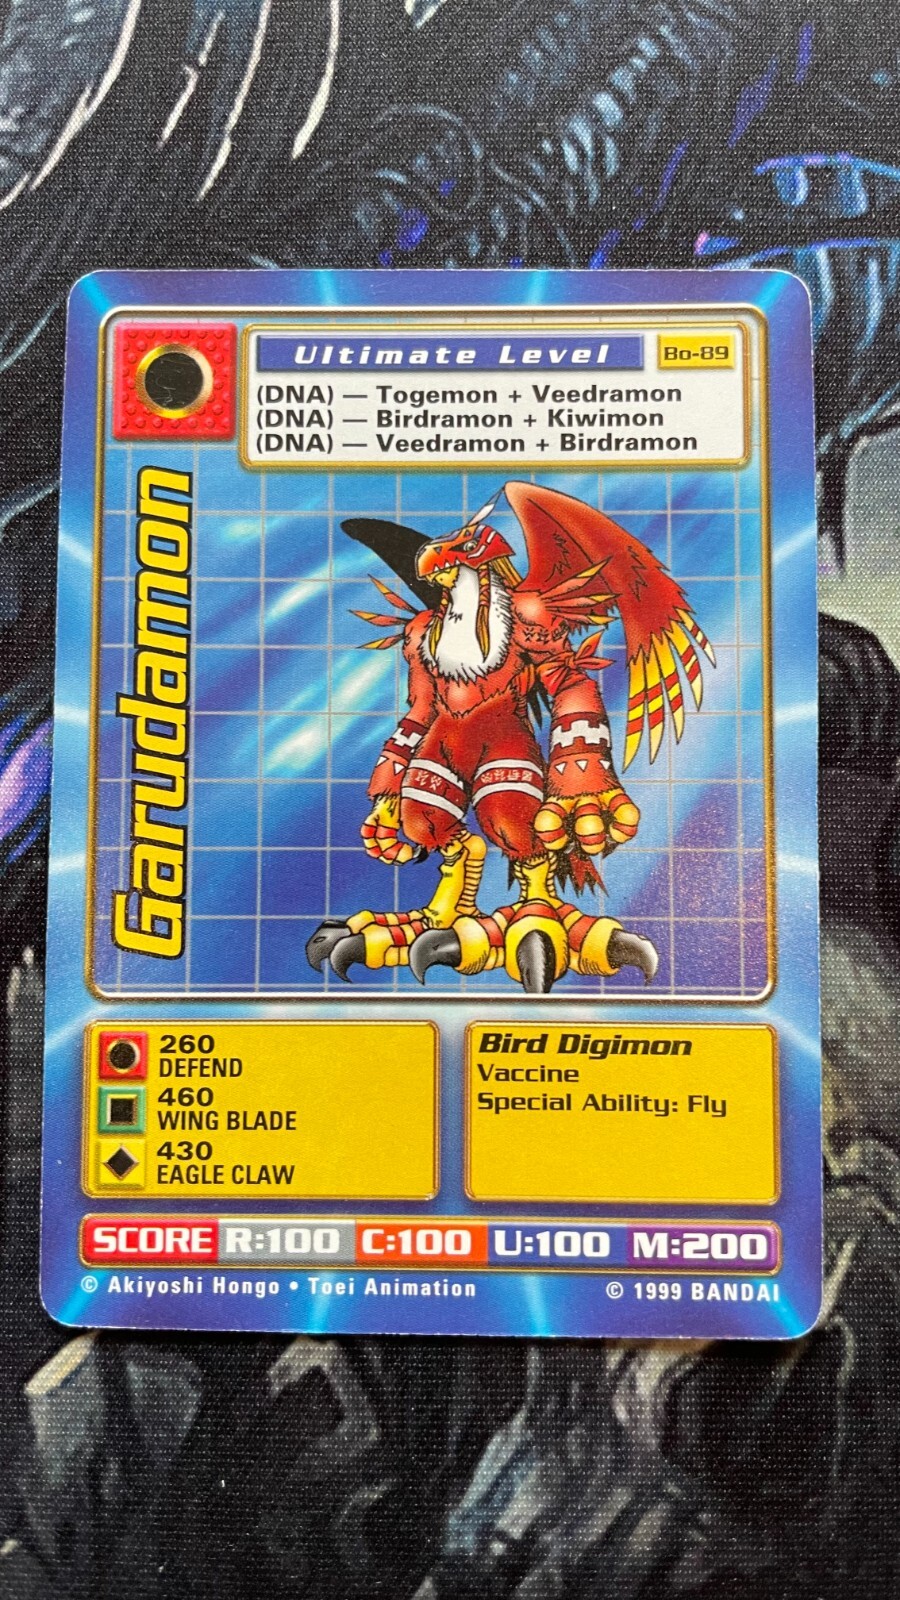 Ultimate Level
Bo-89
(DNA) — Togemon + Veedramon
(DNA) — Birdramon + Kiwimon
(DNA) — Veedramon + Birdramon
Garudamon
260
DEFEND
460
WING BLADE
430
EAGLE CLAW
Bird Digimon
Vaccine
Special Ability: Fly
SCORE R:100 C:100 U:100 M:200
© Akiyoshi Hongo • Toei Animation
© 1999 BANDAI